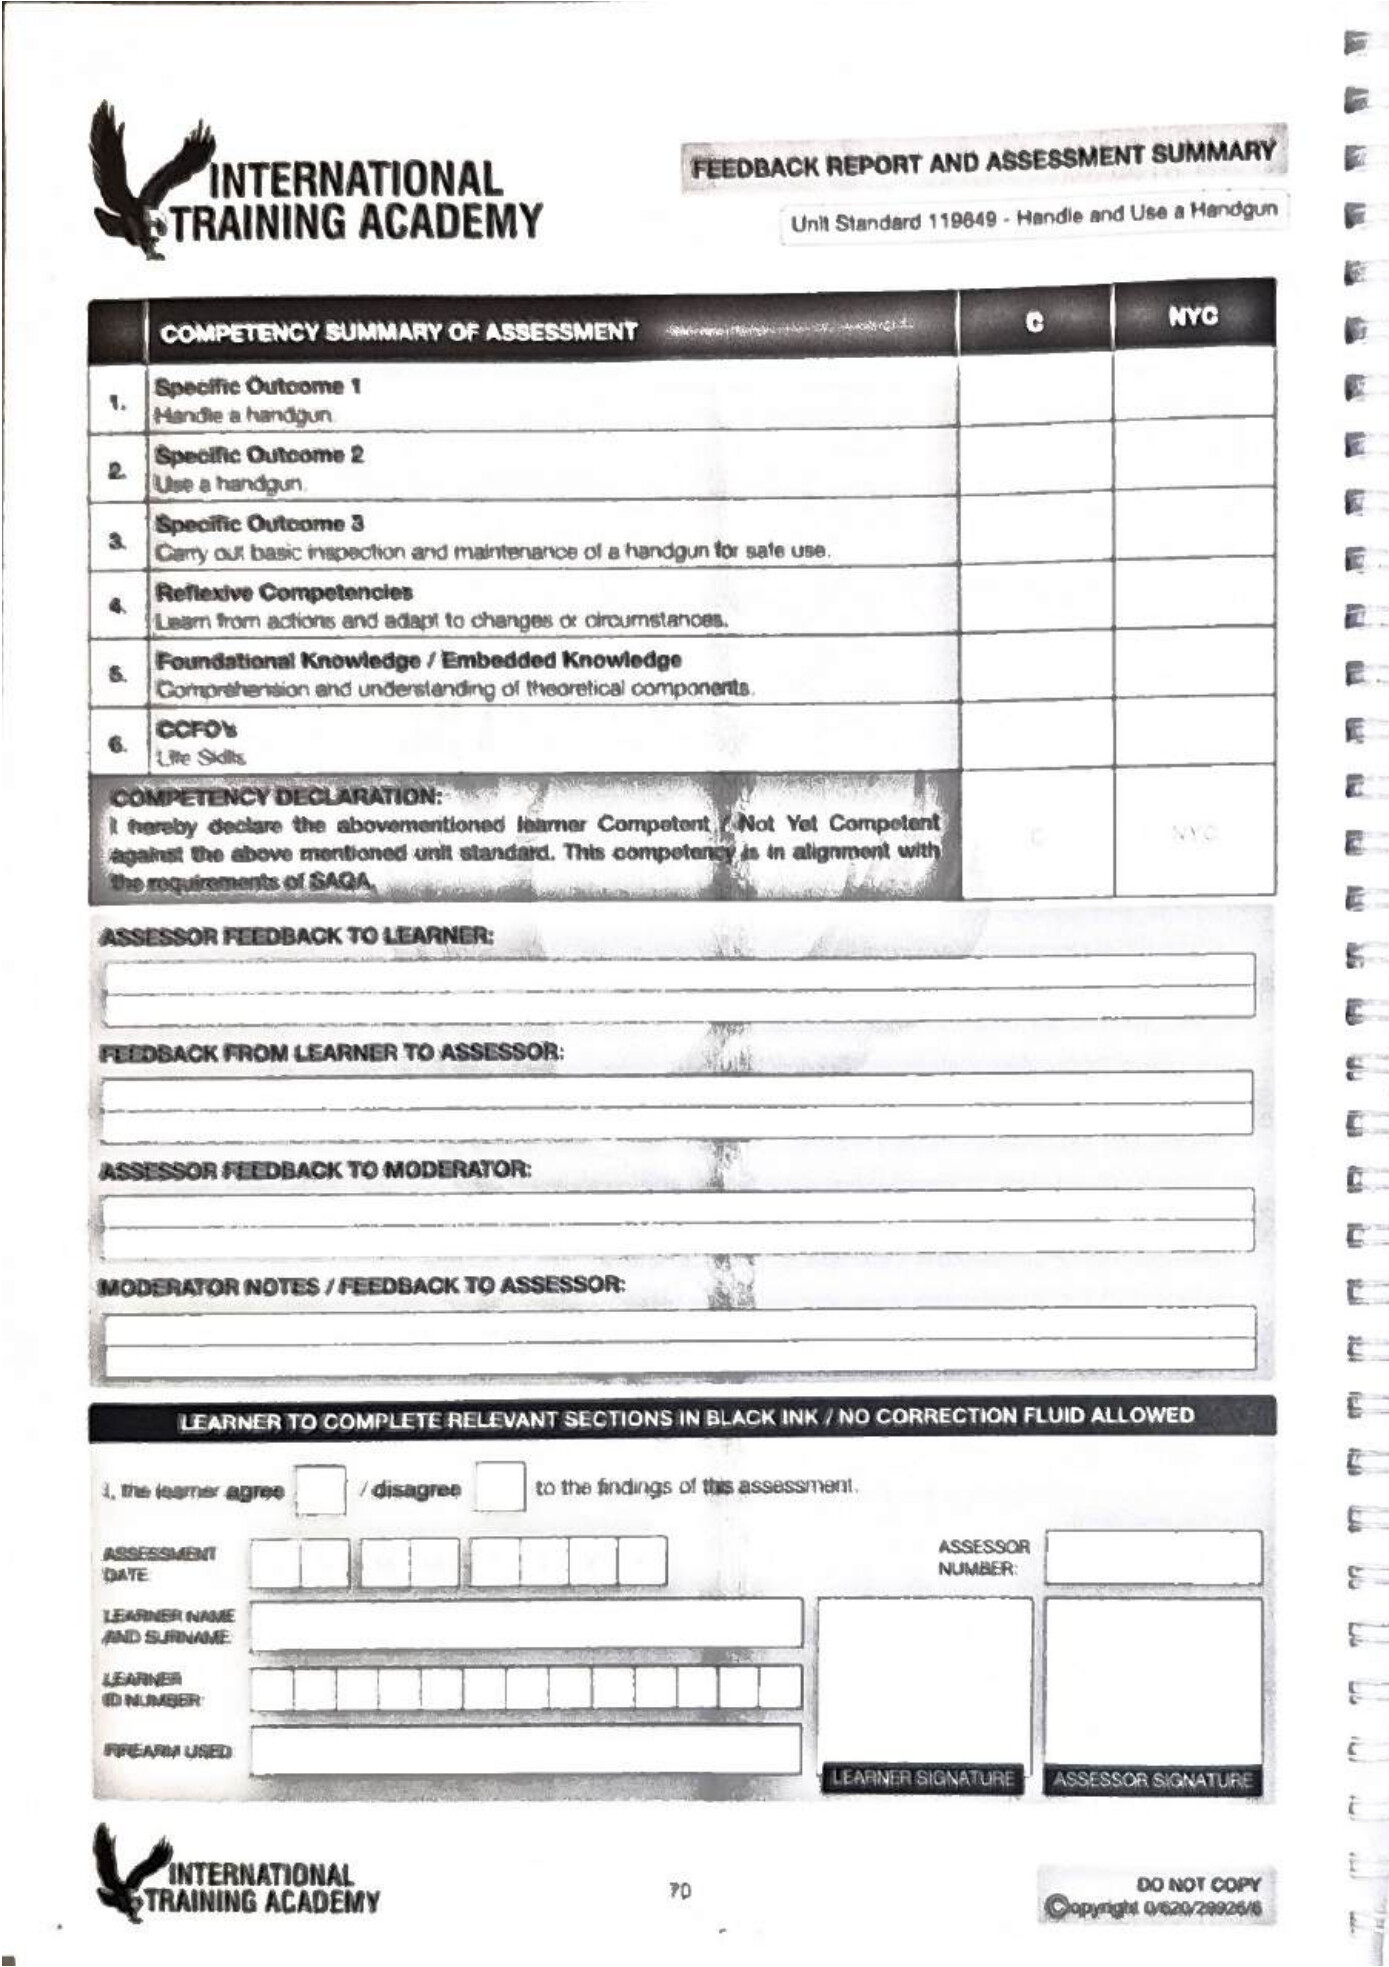 INTERNATIONAL
TRAINING ACADEMY
FEEDBACK REPORT AND ASSESSMENT SUMMARY
Unit Standard 119649 - Handle and Use a Handgun
COMPETENCY SUMMARY OF ASSESSMENT
C
NYC
1.
Specific Outcome 1
Handle a handgun.
2.
Specific Outcome 2
Use a handgun.
3.
Specific Outcome 3
Carry out basic inspection and maintenance of a handgun for safe use.
4.
Reflexive Competencies
Learn from actions and adapt to changes or circumstances.
5.
Foundational Knowledge / Embedded Knowledge
Comprehension and understanding of theoretical components.
6.
CCFO's
Life Skills
COMPETENCY DECLARATION:
I hereby declare the abovementioned learner Competent / Not Yet Competent
against the above mentioned unit standard. This competency is in alignment with
the requirements of SAQA.
C
NYC
ASSESSOR FEEDBACK TO LEARNER:
FEEDBACK FROM LEARNER TO ASSESSOR:
ASSESSOR FEEDBACK TO MODERATOR:
MODERATOR NOTES / FEEDBACK TO ASSESSOR:
LEARNER TO COMPLETE RELEVANT SECTIONS IN BLACK INK / NO CORRECTION FLUID ALLOWED
I, the learner agree / disagree to the findings of this assessment.
ASSESSMENT
DATE
ASSESSOR
NUMBER:
LEARNER NAME
AND SURNAME
LEARNER
ID NUMBER:
FIREARM USED
LEARNER SIGNATURE
ASSESSOR SIGNATURE
INTERNATIONAL
TRAINING ACADEMY
70
DO NOT COPY
©opyright 0/620/29926/6